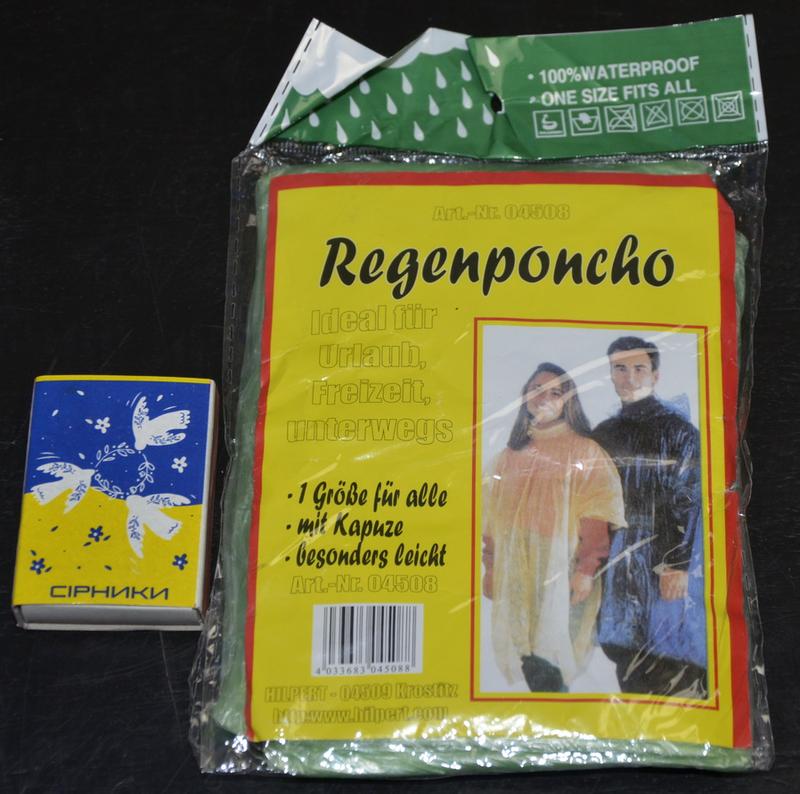 • 100%WATERPROOF
• ONE SIZE FITS ALL
Art.-Nr. 04508
Regenponcho
Ideal für
Urlaub,
Freizeit,
unterwegs
• 1 Größe für alle
• mit Kapuze
• besonders leicht
Art.-Nr. 04508
4 033683 045088
HILPERT - 04509 Krostitz
http:www.hilpert.com
СІРНИКИ